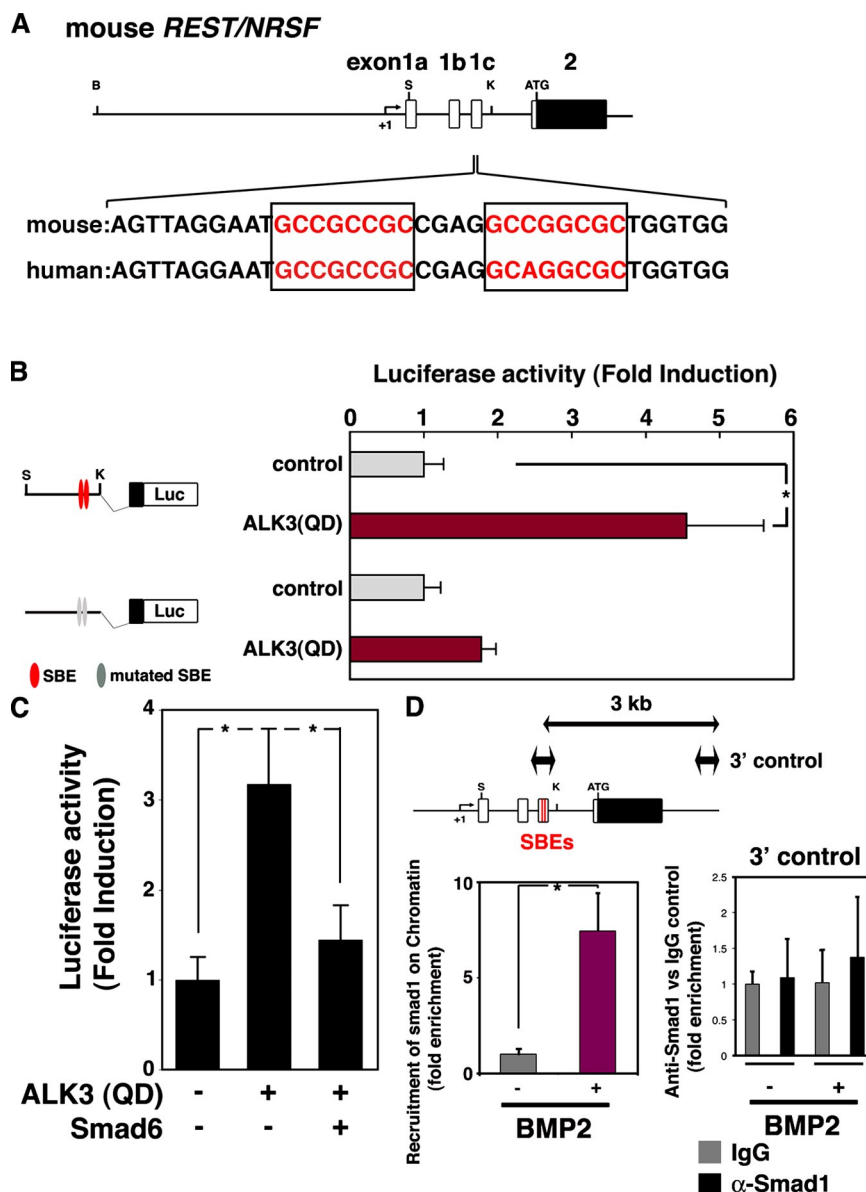 A mouse REST/NRSF
exon1a 1b 1c 2
B S K ATG
+1
mouse:AGTTAGGAATGCCGCCGCCGAGGCCGGCGCTGGTGG
human:AGTTAGGAATGCCGCCGCCGAGGCAGGCGCTGGTGG
B
Luciferase activity (Fold Induction)
0 1 2 3 4 5 6
S K
Luc
control
*
ALK3(QD)
Luc
control
ALK3(QD)
SBE mutated SBE
C
Luciferase activity
(Fold Induction)
4
3
2
1
0
* *
ALK3 (QD) - + +
Smad6 - - +
D
3 kb
3' control
S K ATG
+1
SBEs
Recruitment of smad1 on Chromatin
(fold enrichment)
10
5
0
*
- +
BMP2
3' control
Anti-Smad1 vs IgG control
(fold enrichment)
2.5
2
1.5
1
0.5
0
- +
BMP2
IgG
α-Smad1